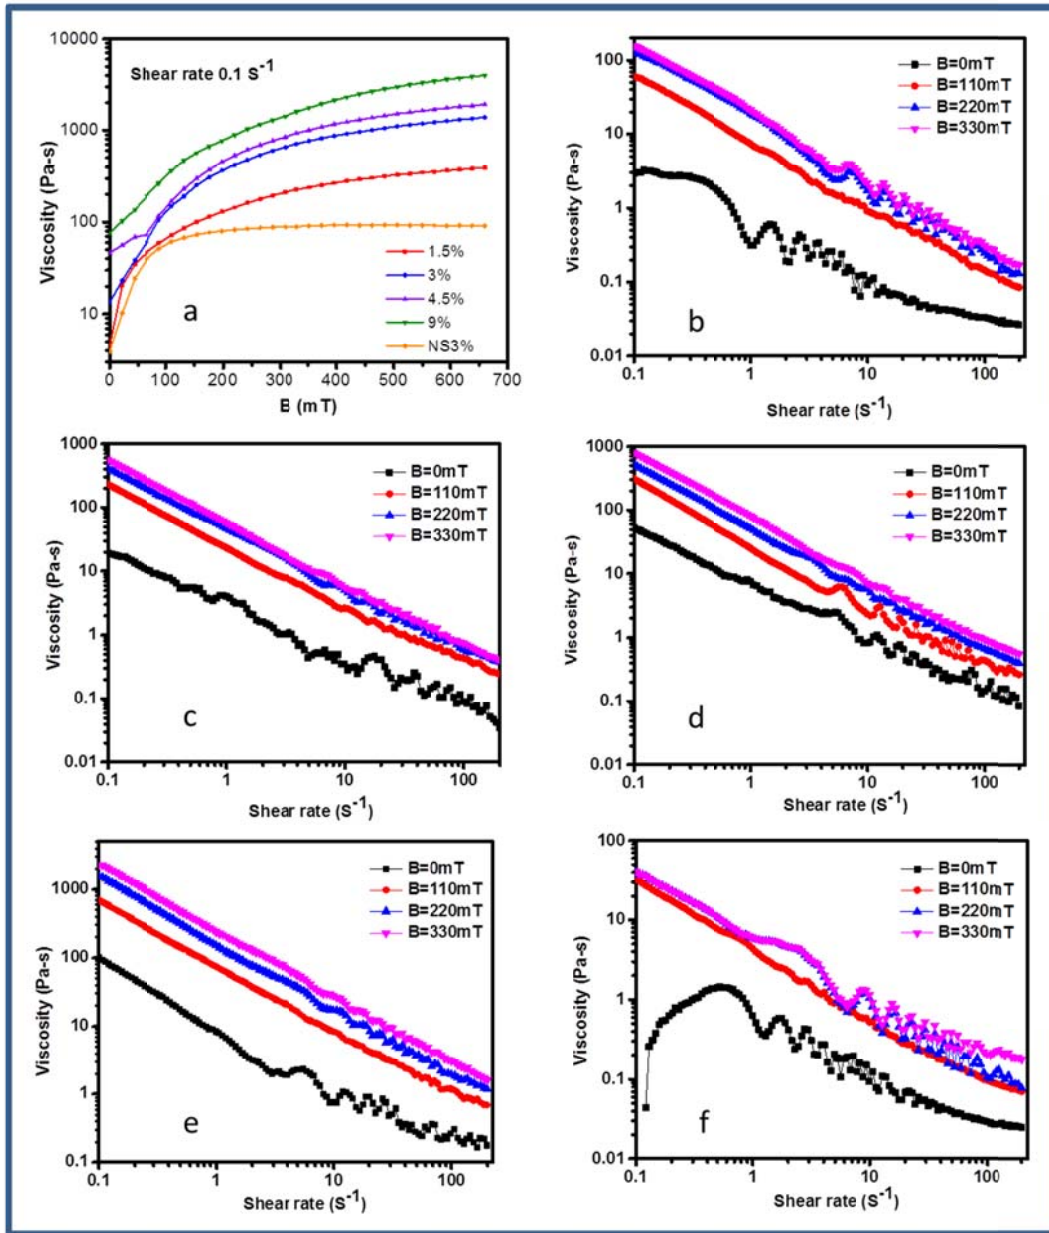 10000
1000
100
10
Viscosity (Pa-s)
Shear rate 0.1 S-1
a
1.5%
3%
4.5%
9%
NS3%
0 100 200 300 400 500 600 700
B (mT)
100
10
1
0.1
0.01
Viscosity (Pa-s)
B=0mT
B=110mT
B=220mT
B=330mT
b
0.1 1 10 100
Shear rate (S-1)
1000
100
10
1
0.1
0.01
Viscosity (Pa-s)
B=0mT
B=110mT
B=220mT
B=330mT
c
0.1 1 10 100
Shear rate (S-1)
1000
100
10
1
0.1
0.01
Viscosity (Pa-s)
B=0mT
B=110mT
B=220mT
B=330mT
d
0.1 1 10 100
Shear rate (S-1)
1000
100
10
1
0.1
Viscosity (Pa-s)
B=0mT
B=110mT
B=220mT
B=330mT
e
0.1 1 10 100
Shear rate (S-1)
100
10
1
0.1
0.01
Viscosity (Pa-s)
B=0mT
B=110mT
B=220mT
B=330mT
f
0.1 1 10 100
Shear rate (S-1)